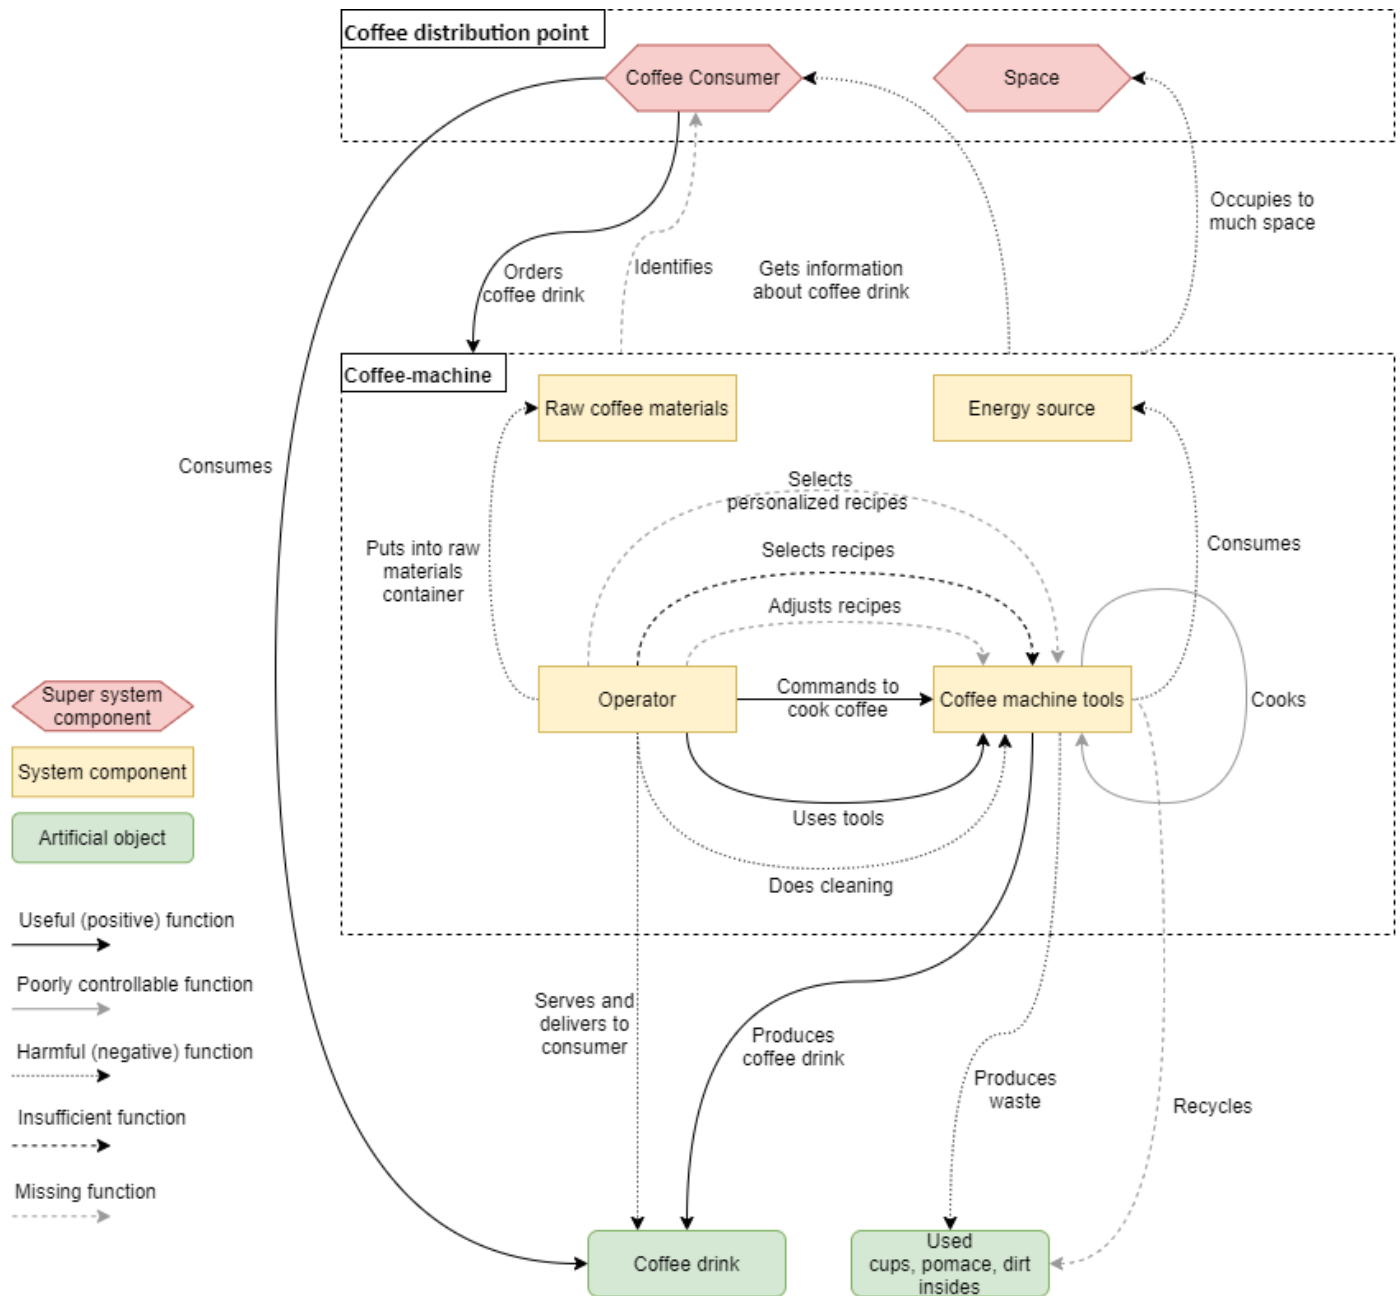 Coffee distribution point
Coffee Consumer
Space
Occupies to
much space
Orders
coffee drink
Identifies
Gets information
about coffee drink
Coffee-machine
Raw coffee materials
Energy source
Consumes
Selects
personalized recipes
Puts into raw
materials
container
Selects recipes
Consumes
Adjusts recipes
Operator
Commands to
cook coffee
Coffee machine tools
Cooks
Uses tools
Does cleaning
Super system
component
System component
Artificial object
Useful (positive) function
Poorly controllable function
Harmful (negative) function
Insufficient function
Missing function
Serves and
delivers to
consumer
Produces
coffee drink
Produces
waste
Recycles
Coffee drink
Used
cups, pomace, dirt
insides